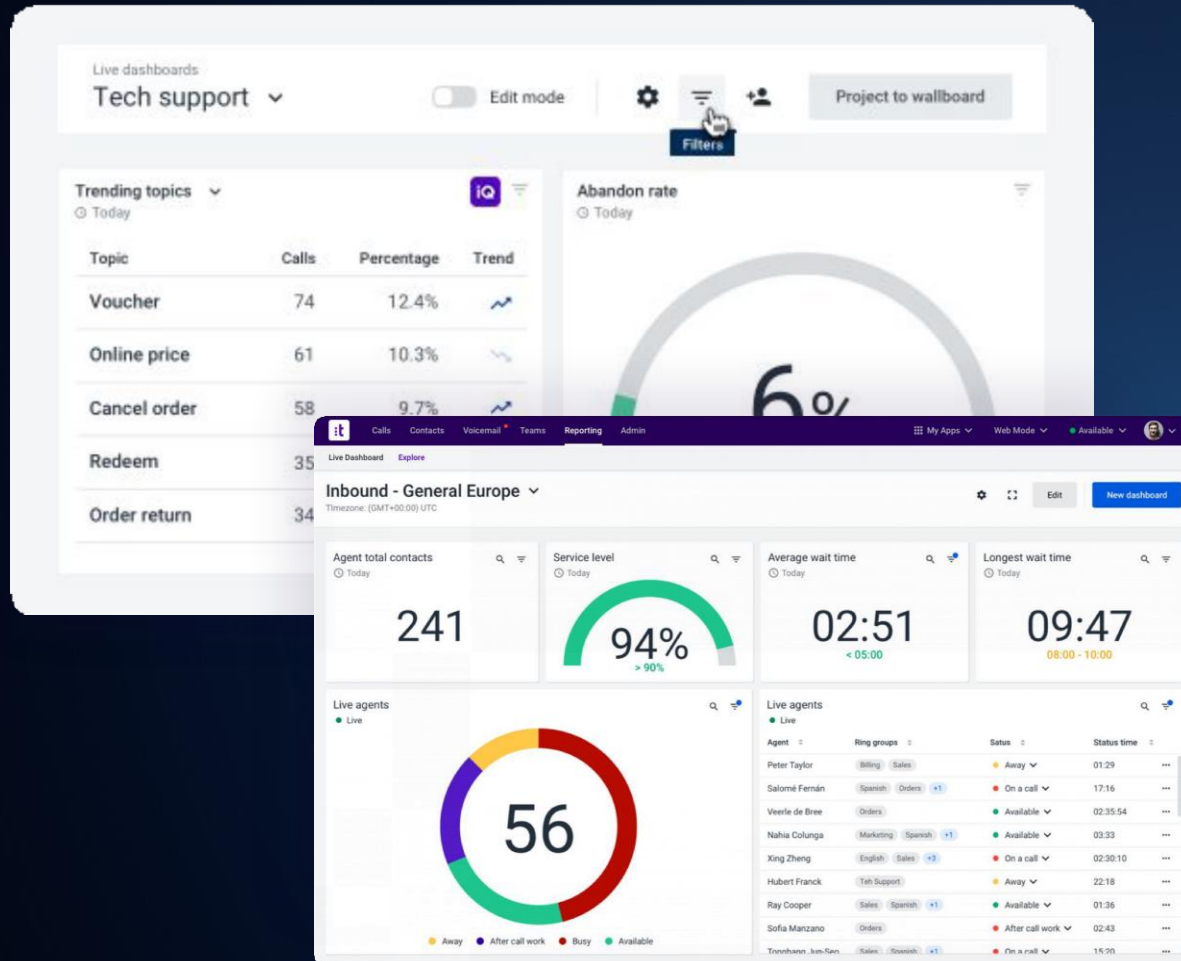 Live dashboards
Tech support
Edit mode
Project to wallboard
Filters
Trending topics
iQ
Today
Abandon rate
Today
Topic Calls Percentage Trend
Voucher 74 12.4%
Online price 61 10.3%
Cancel order 58 9.7%
Redeem 35
Order return 34
6%
:t Calls Contacts Voicemail Teams Reporting Admin My Apps Web Mode Available
Live Dashboard Explore
Inbound - General Europe
Timezone: (GMT+00:00) UTC
Edit
New dashboard
Agent total contacts
Today
241
Service level
Today
94%
> 90%
Average wait time
Today
02:51
< 05:00
Longest wait time
Today
09:47
08:00 - 10:00
Live agents
Live
56
Away After call work Busy Available
Live agents
Live
Agent Ring groups Satus Status time
Peter Taylor Billing Sales Away 01:29
Salomé Fernán Spanish Orders +1 On a call 17:16
Veerle de Bree Orders Available 02:35:54
Nahia Colunga Marketing Spanish +1 Available 03:33
Xing Zheng English Sales +3 On a call 02:30:10
Hubert Franck Teh Support Away 22:18
Ray Cooper Sales Spanish +1 Available 01:36
Sofia Manzano Orders After call work 02:43
Sales Spanish +1 On a call 15:20